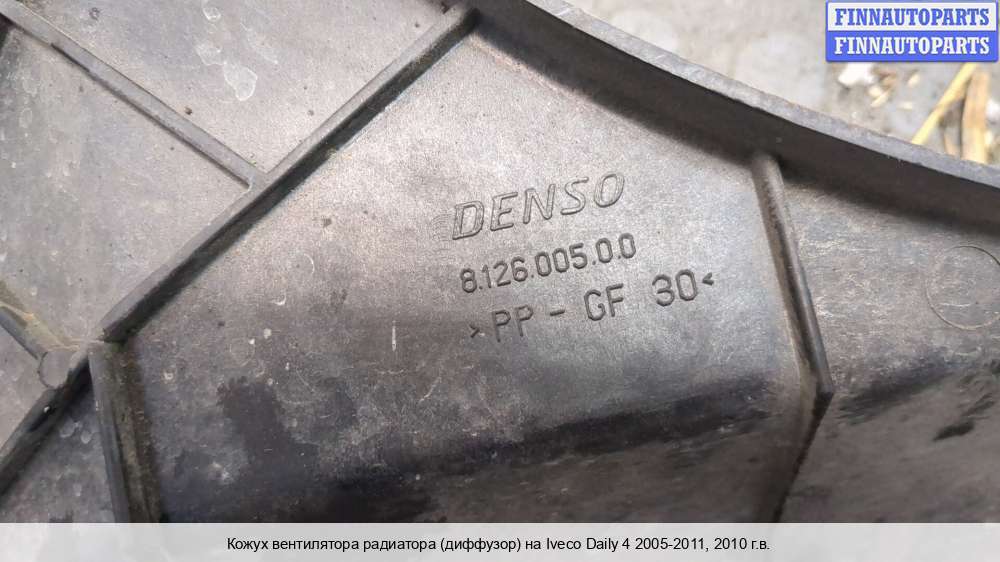 FINNAUTOPARTS
FINNAUTOPARTS
DENSO
8.126.005.0.0
>PP - GF 30<
Кожух вентилятора радиатора (диффузор) на Iveco Daily 4 2005-2011, 2010 г.в.